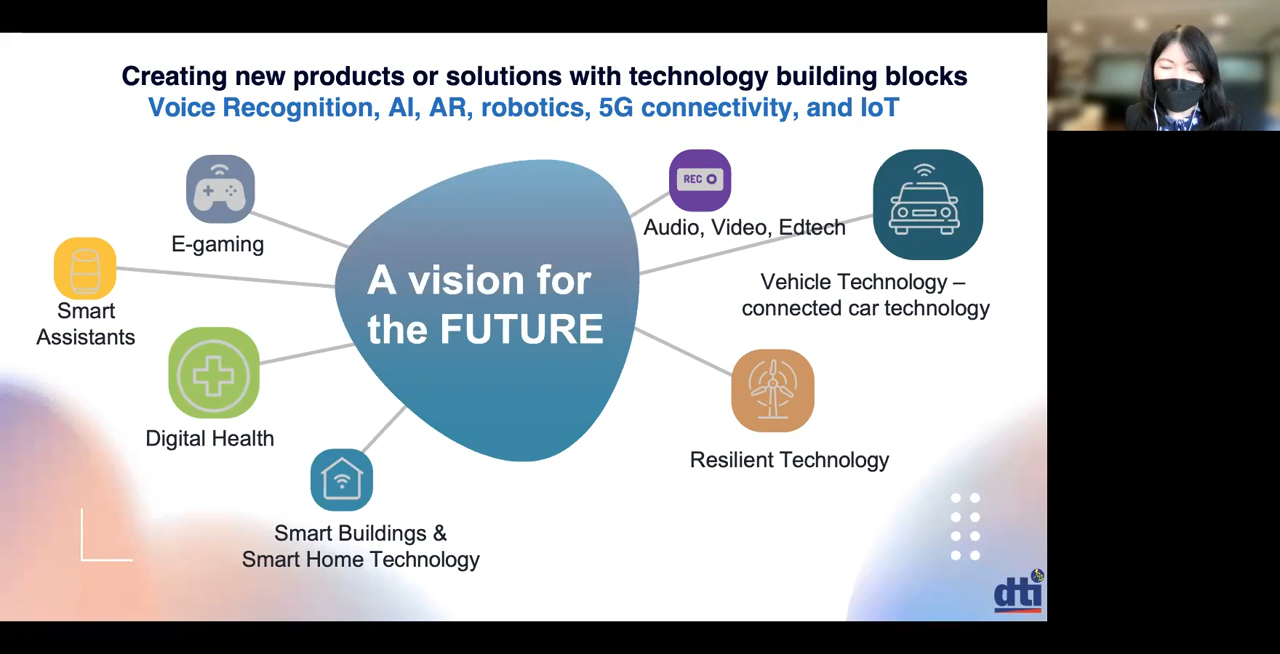 Creating new products or solutions with technology building blocks
Voice Recognition, AI, AR, robotics, 5G connectivity, and IoT
E-gaming
REC
Audio, Video, Edtech
Smart
Assistants
A vision for
the FUTURE
Vehicle Technology –
connected car technology
Digital Health
Resilient Technology
Smart Buildings &
Smart Home Technology
dti